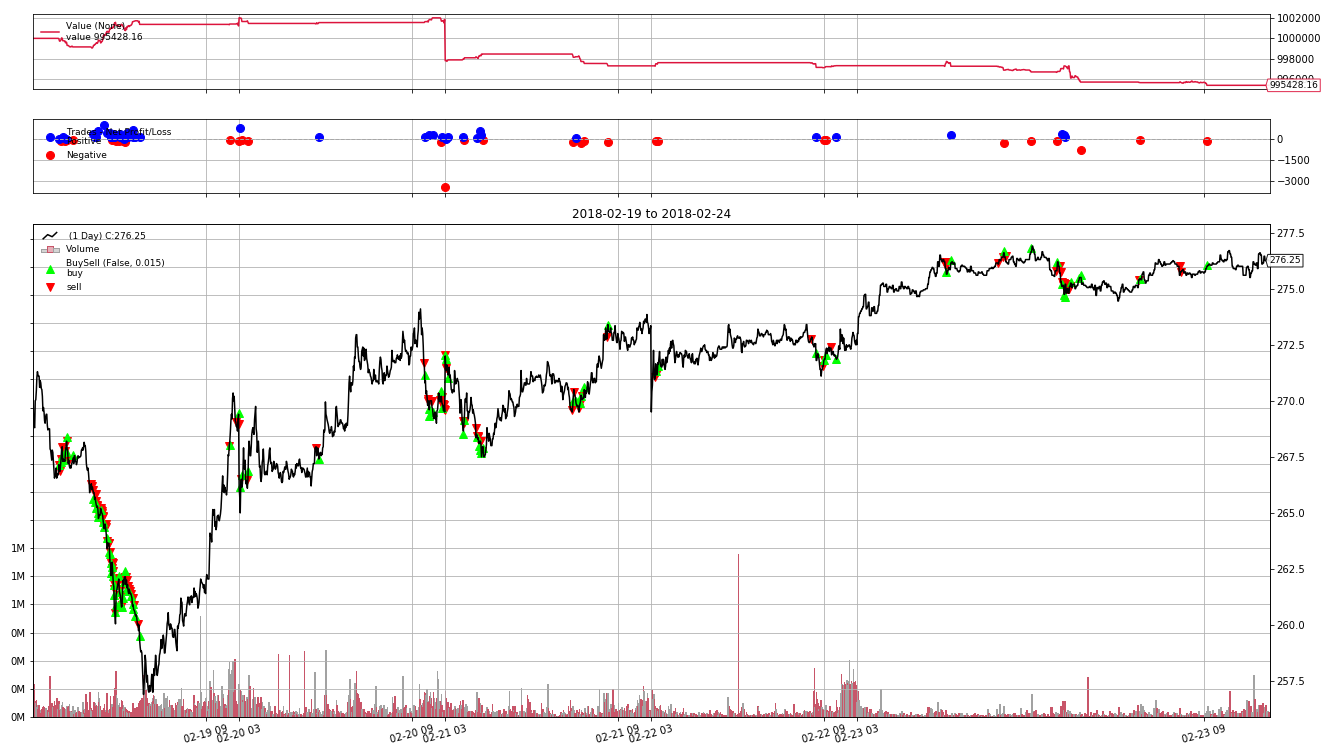 Value (None)
value 995428.16
1002000
1000000
998000
996000
995428.16
Trades - Net Profit/Loss
Positive
Negative
0
−1500
−3000
2018-02-19 to 2018-02-24
(1 Day) C:276.25
Volume
BuySell (False, 0.015)
buy
sell
277.5
276.25
275.0
272.5
270.0
267.5
265.0
262.5
260.0
257.5
1M
1M
1M
0M
0M
0M
0M
02-19 09
02-20 03
02-20 09
02-21 03
02-21 09
02-22 03
02-22 09
02-23 03
02-23 09